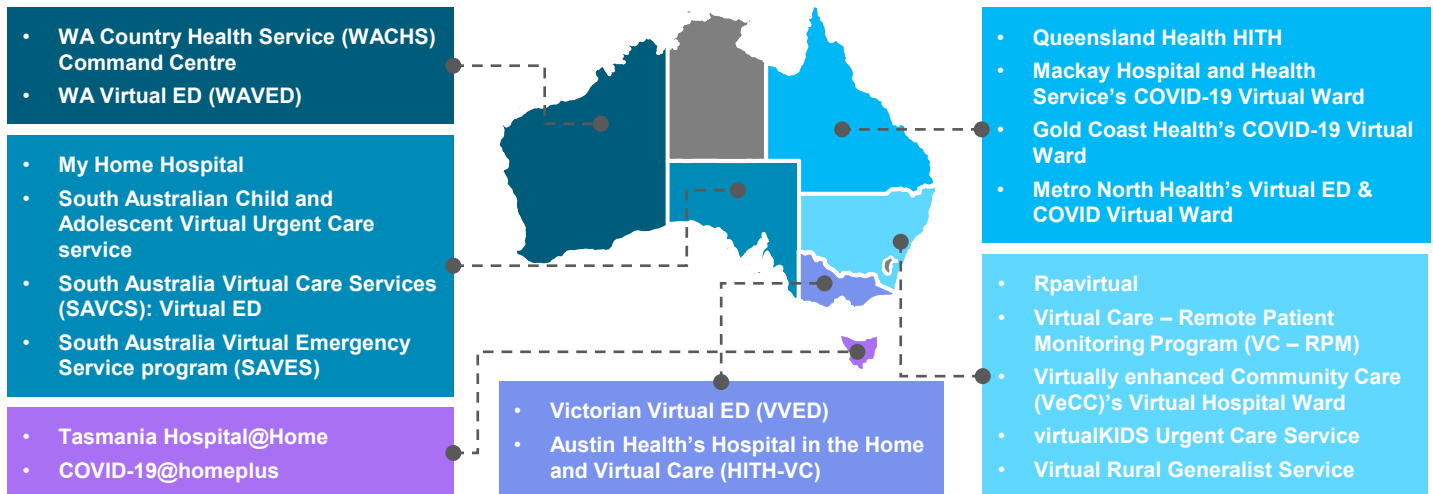 • WA Country Health Service (WACHS)
Command Centre
• WA Virtual ED (WAVED)
• My Home Hospital
• South Australian Child and
Adolescent Virtual Urgent Care
service
• South Australia Virtual Care Services
(SAVCS): Virtual ED
• South Australia Virtual Emergency
Service program (SAVES)
• Tasmania Hospital@Home
• COVID-19@homeplus
• Victorian Virtual ED (VVED)
• Austin Health’s Hospital in the Home
and Virtual Care (HITH-VC)
• Queensland Health HITH
• Mackay Hospital and Health
Service’s COVID-19 Virtual Ward
• Gold Coast Health’s COVID-19 Virtual
Ward
• Metro North Health’s Virtual ED &
COVID Virtual Ward
• Rpavirtual
• Virtual Care – Remote Patient
Monitoring Program (VC – RPM)
• Virtually enhanced Community Care
(VeCC)’s Virtual Hospital Ward
• virtualKIDS Urgent Care Service
• Virtual Rural Generalist Service